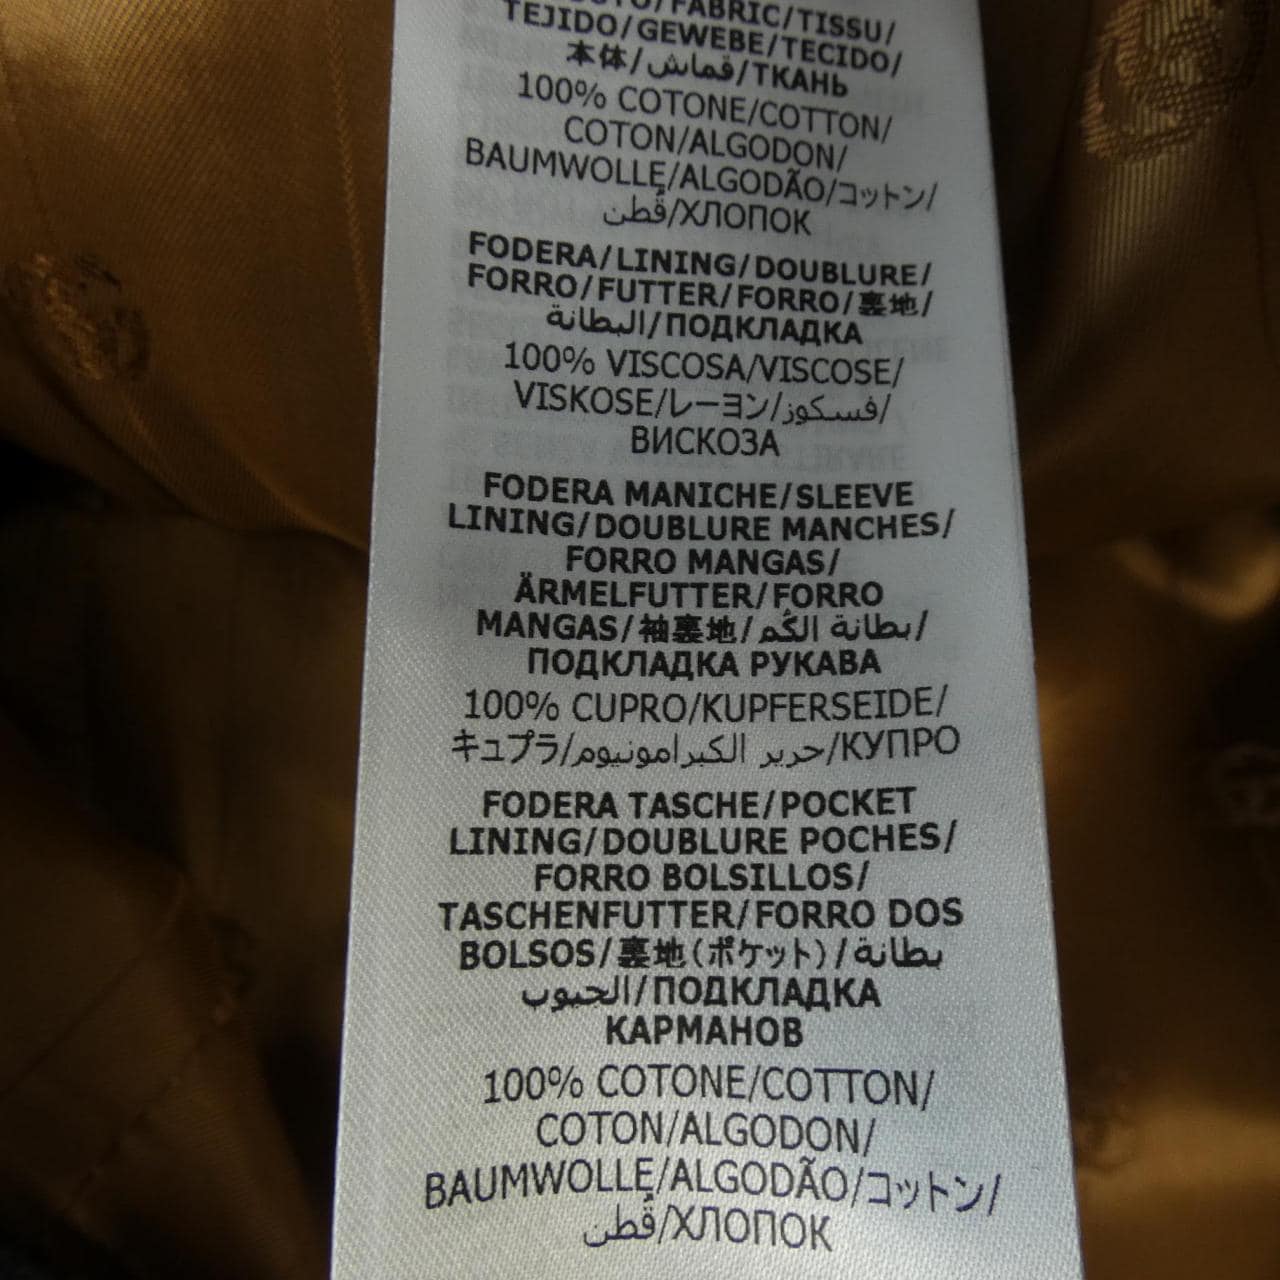 FABRIC/TISSU/
TEJIDO/GEWEBE/TECIDO/
本体/قماش/ТКАНЬ
100% COTONE/COTTON/
COTON/ALGODON/
BAUMWOLLE/ALGODÃO/コットン/
قُطن/ХЛОПОК
FODERA/LINING/DOUBLURE/
FORRO/FUTTER/FORRO/裏地/
البطانة/ПОДКЛАДКА
100% VISCOSA/VISCOSE/
VISKOSE/レーヨン/فسكوز/
ВИСКОЗА
FODERA MANICHE/SLEEVE
LINING/DOUBLURE MANCHES/
FORRO MANGAS/
ÄRMELFUTTER/FORRO
MANGAS/袖裏地/بطانة الكُم/
ПОДКЛАДКА РУКАВА
100% CUPRO/KUPFERSEIDE/
キュプラ/حرير الكبرامونيوم/КУПРО
FODERA TASCHE/POCKET
LINING/DOUBLURE POCHES/
FORRO BOLSILLOS/
TASCHENFUTTER/FORRO DOS
BOLSOS/裏地(ポケット)/بطانة
الجيوب/ПОДКЛАДКА
КАРМАНОВ
100% COTONE/COTTON/
COTON/ALGODON/
BAUMWOLLE/ALGODÃO/コットン/
قُطن/ХЛОПОК